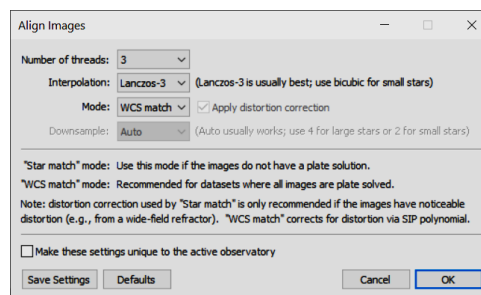 Align Images
Number of threads: 3
Interpolation: Lanczos-3 (Lanczos-3 is usually best; use bicubic for small stars)
Mode: WCS match Apply distortion correction
Downsample: Auto (Auto usually works; use 4 for large stars or 2 for small stars)
"Star match" mode: Use this mode if the images do not have a plate solution.
"WCS match" mode: Recommended for datasets where all images are plate solved.
Note: distortion correction used by "Star match" is only recommended if the images have noticeable
distortion (e.g., from a wide-field refractor). "WCS match" corrects for distortion via SIP polynomial.
Make these settings unique to the active observatory
Save Settings Defaults Cancel OK